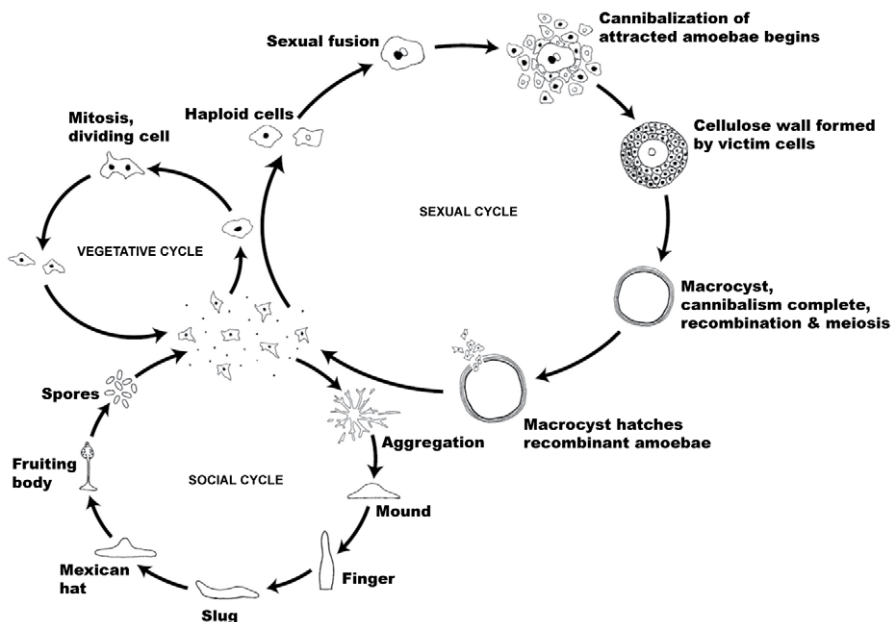 Cannibalization of
attracted amoebae begins
Sexual fusion
Haploid cells
Mitosis,
dividing cell
Cellulose wall formed
by victim cells
SEXUAL CYCLE
VEGETATIVE CYCLE
Macrocyst,
cannibalism complete,
recombination & meiosis
Macrocyst hatches
recombinant amoebae
Spores
Aggregation
Fruiting
body
SOCIAL CYCLE
Mound
Mexican
hat
Finger
Slug